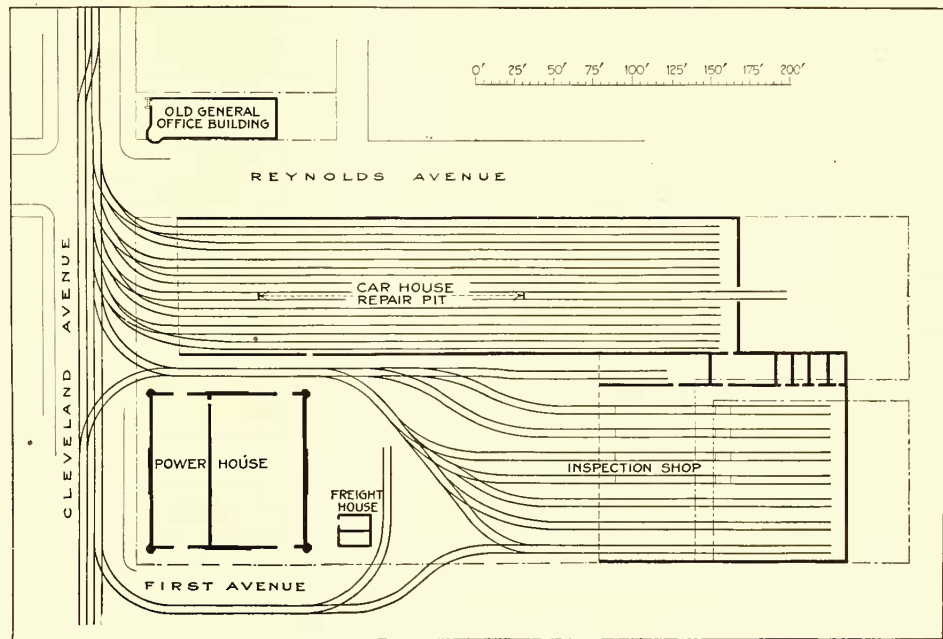 0' 25' 50' 75' 100' 125' 150' 175' 200'
OLD GENERAL
OFFICE BUILDING
REYNOLDS AVENUE
CLEVELAND AVENUE
CAR HOUSE
REPAIR PIT
POWER HOUSE
INSPECTION SHOP
FREIGHT
HOUSE
FIRST AVENUE